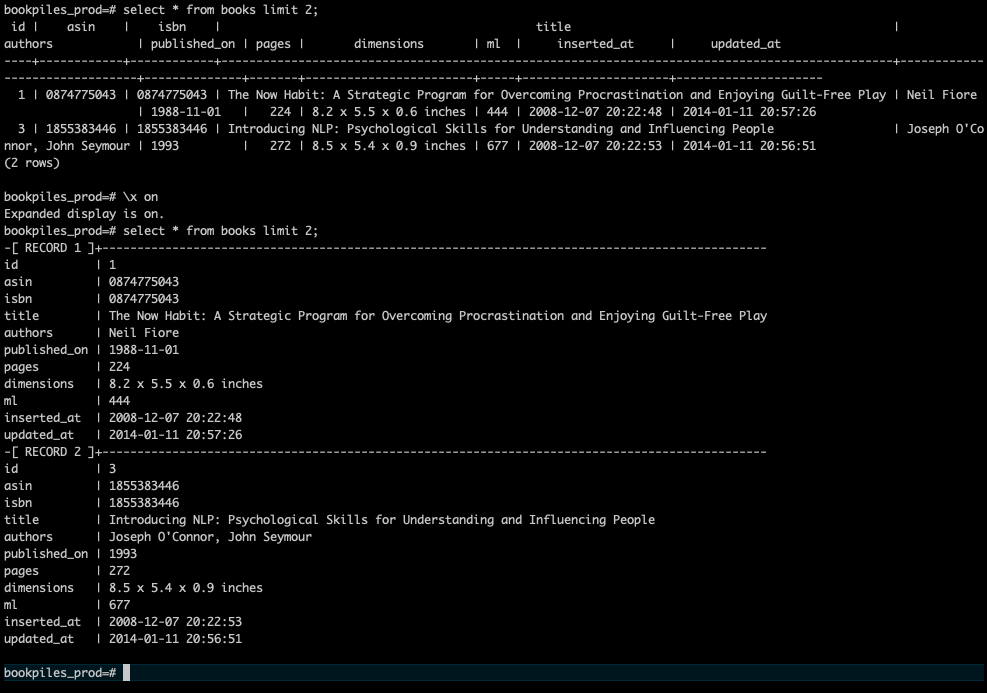 bookpiles_prod=# select * from books limit 2;
 id |    asin    |    isbn    |                                             title                                             |
authors                | published_on | pages |       dimensions       | ml  |     inserted_at     |     updated_at
----+------------+------------+-----------------------------------------------------------------------------------------------+------------
-------------------+--------------+-------+------------------------+-----+---------------------+---------------------
  1 | 0874775043 | 0874775043 | The Now Habit: A Strategic Program for Overcoming Procrastination and Enjoying Guilt-Free Play | Neil Fiore
                   | 1988-11-01   |   224 | 8.2 x 5.5 x 0.6 inches | 444 | 2008-12-07 20:22:48 | 2014-01-11 20:57:26
  3 | 1855383446 | 1855383446 | Introducing NLP: Psychological Skills for Understanding and Influencing People                 | Joseph O'Co
nnor, John Seymour | 1993         |   272 | 8.5 x 5.4 x 0.9 inches | 677 | 2008-12-07 20:22:53 | 2014-01-11 20:56:51
(2 rows)

bookpiles_prod=# \x on
Expanded display is on.
bookpiles_prod=# select * from books limit 2;
-[ RECORD 1 ]+-----------------------------------------------------------------------------------------------
id           | 1
asin         | 0874775043
isbn         | 0874775043
title        | The Now Habit: A Strategic Program for Overcoming Procrastination and Enjoying Guilt-Free Play
authors      | Neil Fiore
published_on | 1988-11-01
pages        | 224
dimensions   | 8.2 x 5.5 x 0.6 inches
ml           | 444
inserted_at  | 2008-12-07 20:22:48
updated_at   | 2014-01-11 20:57:26
-[ RECORD 2 ]+-----------------------------------------------------------------------------------------------
id           | 3
asin         | 1855383446
isbn         | 1855383446
title        | Introducing NLP: Psychological Skills for Understanding and Influencing People
authors      | Joseph O'Connor, John Seymour
published_on | 1993
pages        | 272
dimensions   | 8.5 x 5.4 x 0.9 inches
ml           | 677
inserted_at  | 2008-12-07 20:22:53
updated_at   | 2014-01-11 20:56:51

bookpiles_prod=#